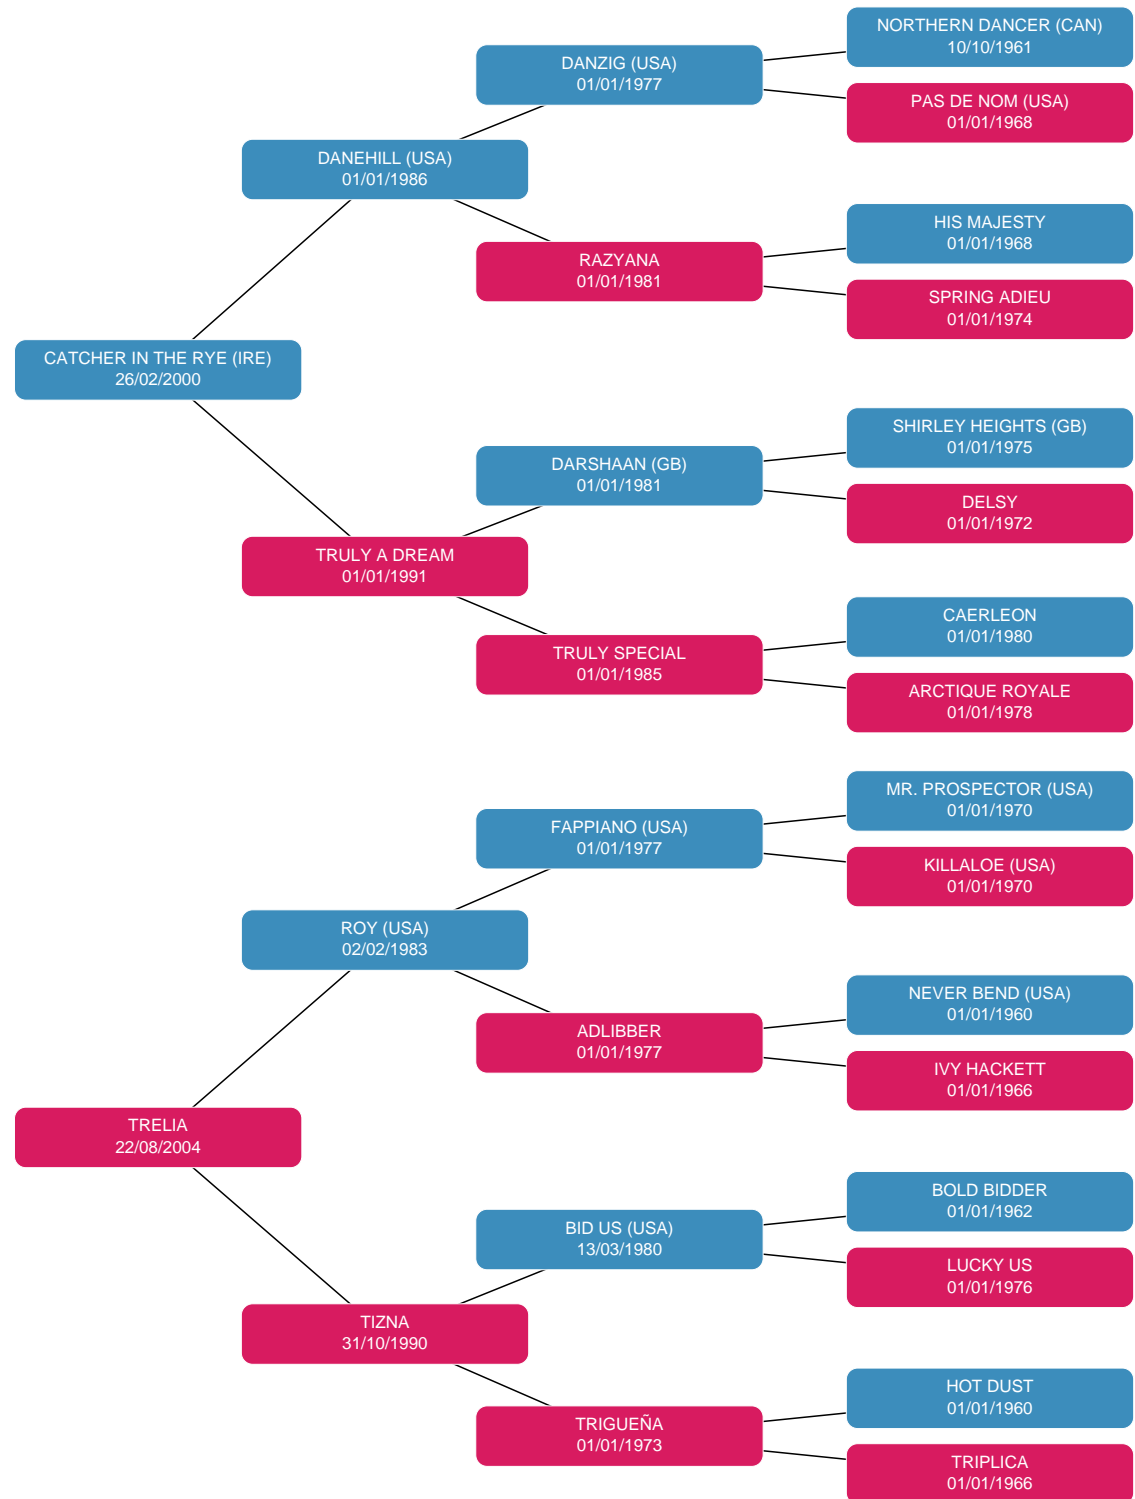 NORTHERN DANCER (CAN)
10/10/1961
DANZIG (USA)
01/01/1977
PAS DE NOM (USA)
01/01/1968
DANEHILL (USA)
01/01/1986
HIS MAJESTY
01/01/1968
RAZYANA
01/01/1981
SPRING ADIEU
01/01/1974
CATCHER IN THE RYE (IRE)
26/02/2000
SHIRLEY HEIGHTS (GB)
01/01/1975
DARSHAAN (GB)
01/01/1981
DELSY
01/01/1972
TRULY A DREAM
01/01/1991
CAERLEON
01/01/1980
TRULY SPECIAL
01/01/1985
ARCTIQUE ROYALE
01/01/1978
MR. PROSPECTOR (USA)
01/01/1970
FAPPIANO (USA)
01/01/1977
KILLALOE (USA)
01/01/1970
ROY (USA)
02/02/1983
NEVER BEND (USA)
01/01/1960
ADLIBBER
01/01/1977
IVY HACKETT
01/01/1966
TRELIA
22/08/2004
BOLD BIDDER
01/01/1962
BID US (USA)
13/03/1980
LUCKY US
01/01/1976
TIZNA
31/10/1990
HOT DUST
01/01/1960
TRIGUEÑA
01/01/1973
TRIPLICA
01/01/1966